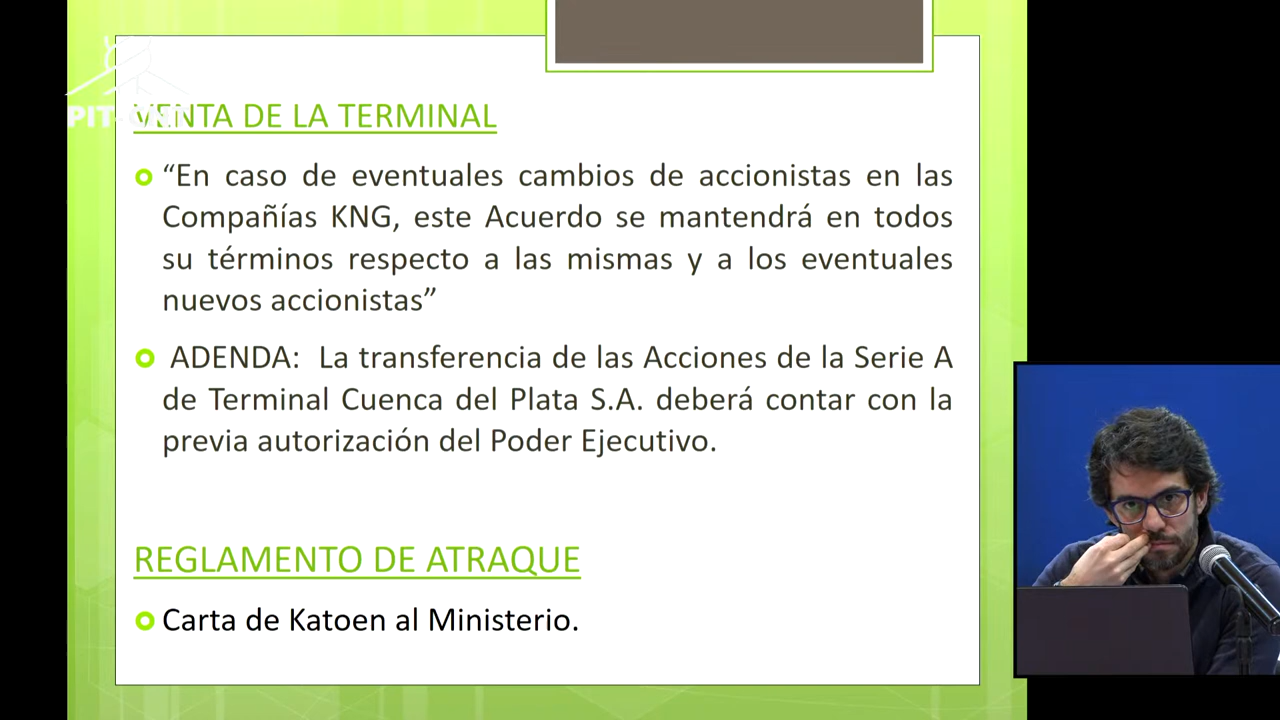 PIT-CNT
VENTA DE LA TERMINAL
“En caso de eventuales cambios de accionistas en las
Compañías KNG, este Acuerdo se mantendrá en todos
su términos respecto a las mismas y a los eventuales
nuevos accionistas”
ADENDA: La transferencia de las Acciones de la Serie A
de Terminal Cuenca del Plata S.A. deberá contar con la
previa autorización del Poder Ejecutivo.
REGLAMENTO DE ATRAQUE
Carta de Katoen al Ministerio.